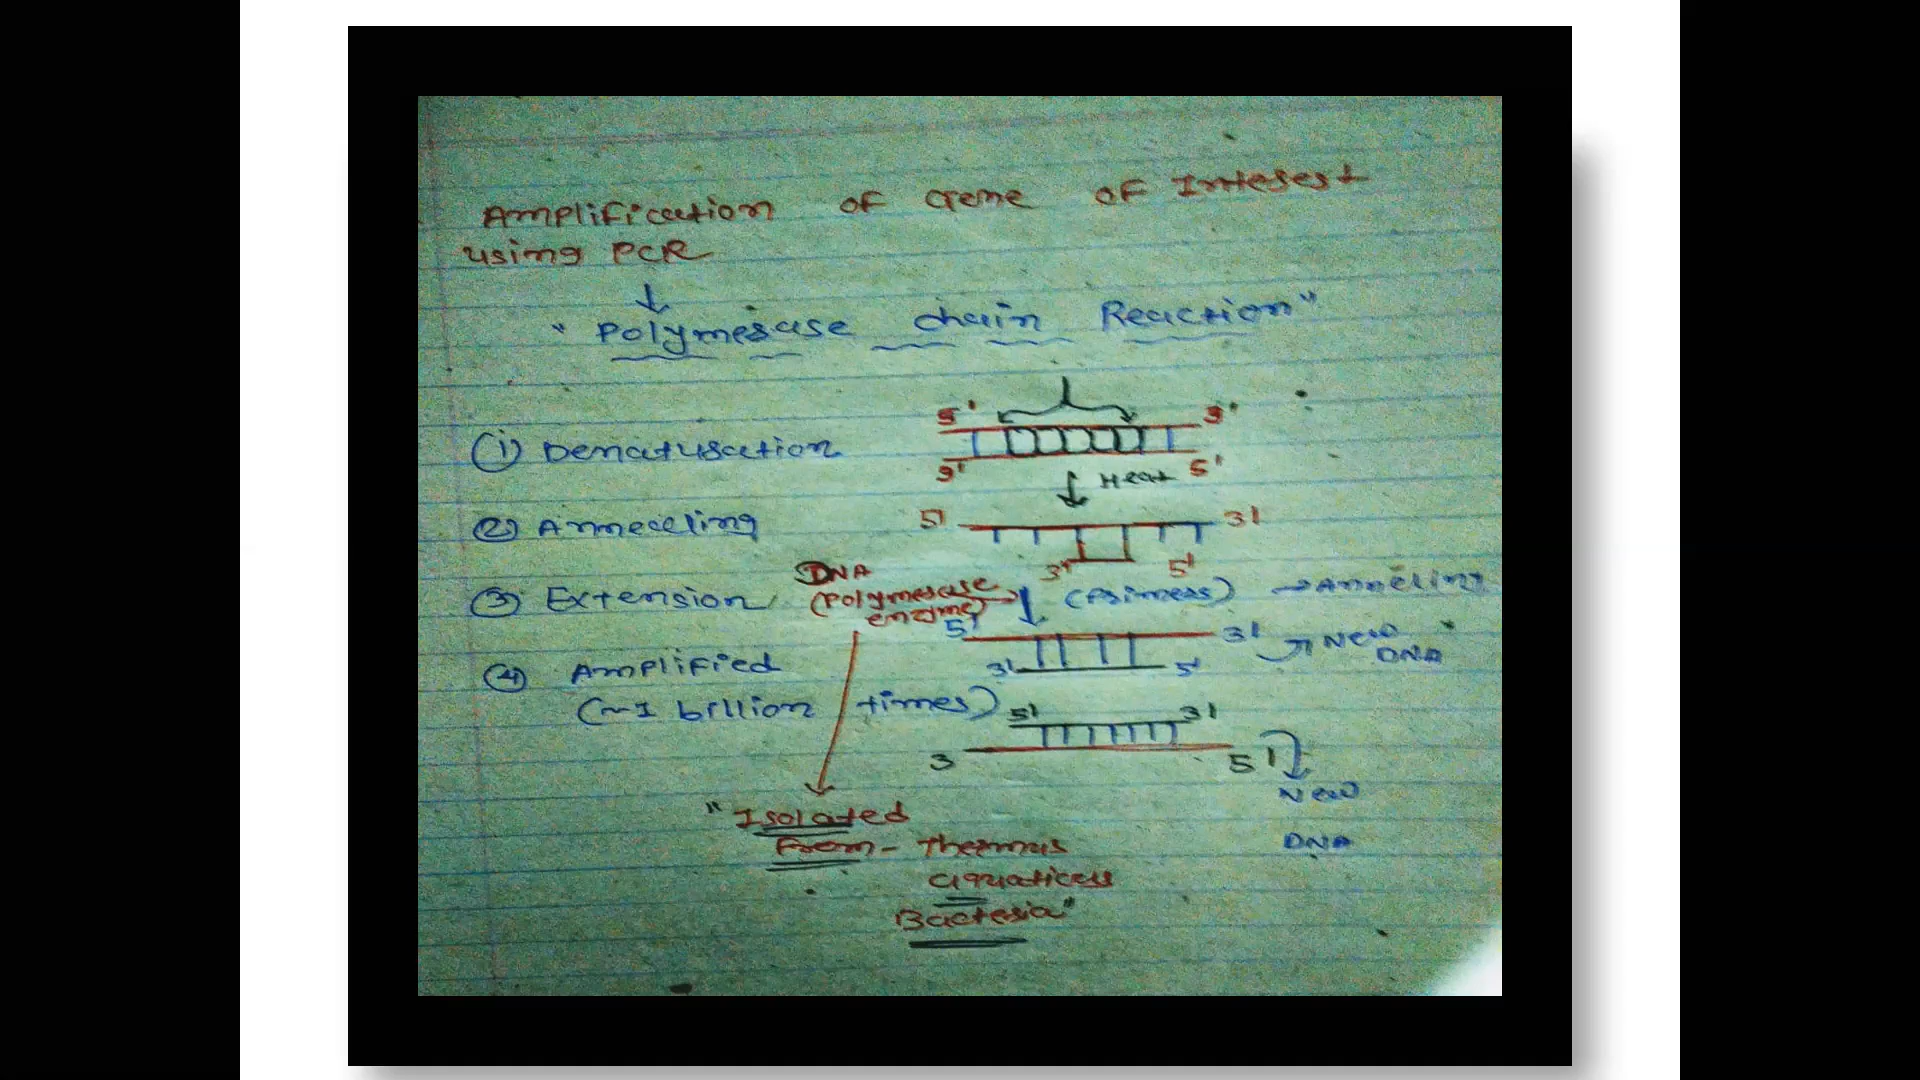 Amplification of Gene of Interest
using PCR
↓
"Polymerase chain Reaction"
(1) Denaturation
5' 3'
3' 5'
↓ Heat
(2) Annealing
5' 3'
3' 5'
(3) Extension
DNA
(Polymerase
enzyme)
(Primers) → Anneling
5' 3'
3' 5'
New
DNA
(4) Amplified
(~1 billion times)
5' 3'
3 5'
New
DNA
"Isolated
From - Thermus
aquaticus
Bacteria"